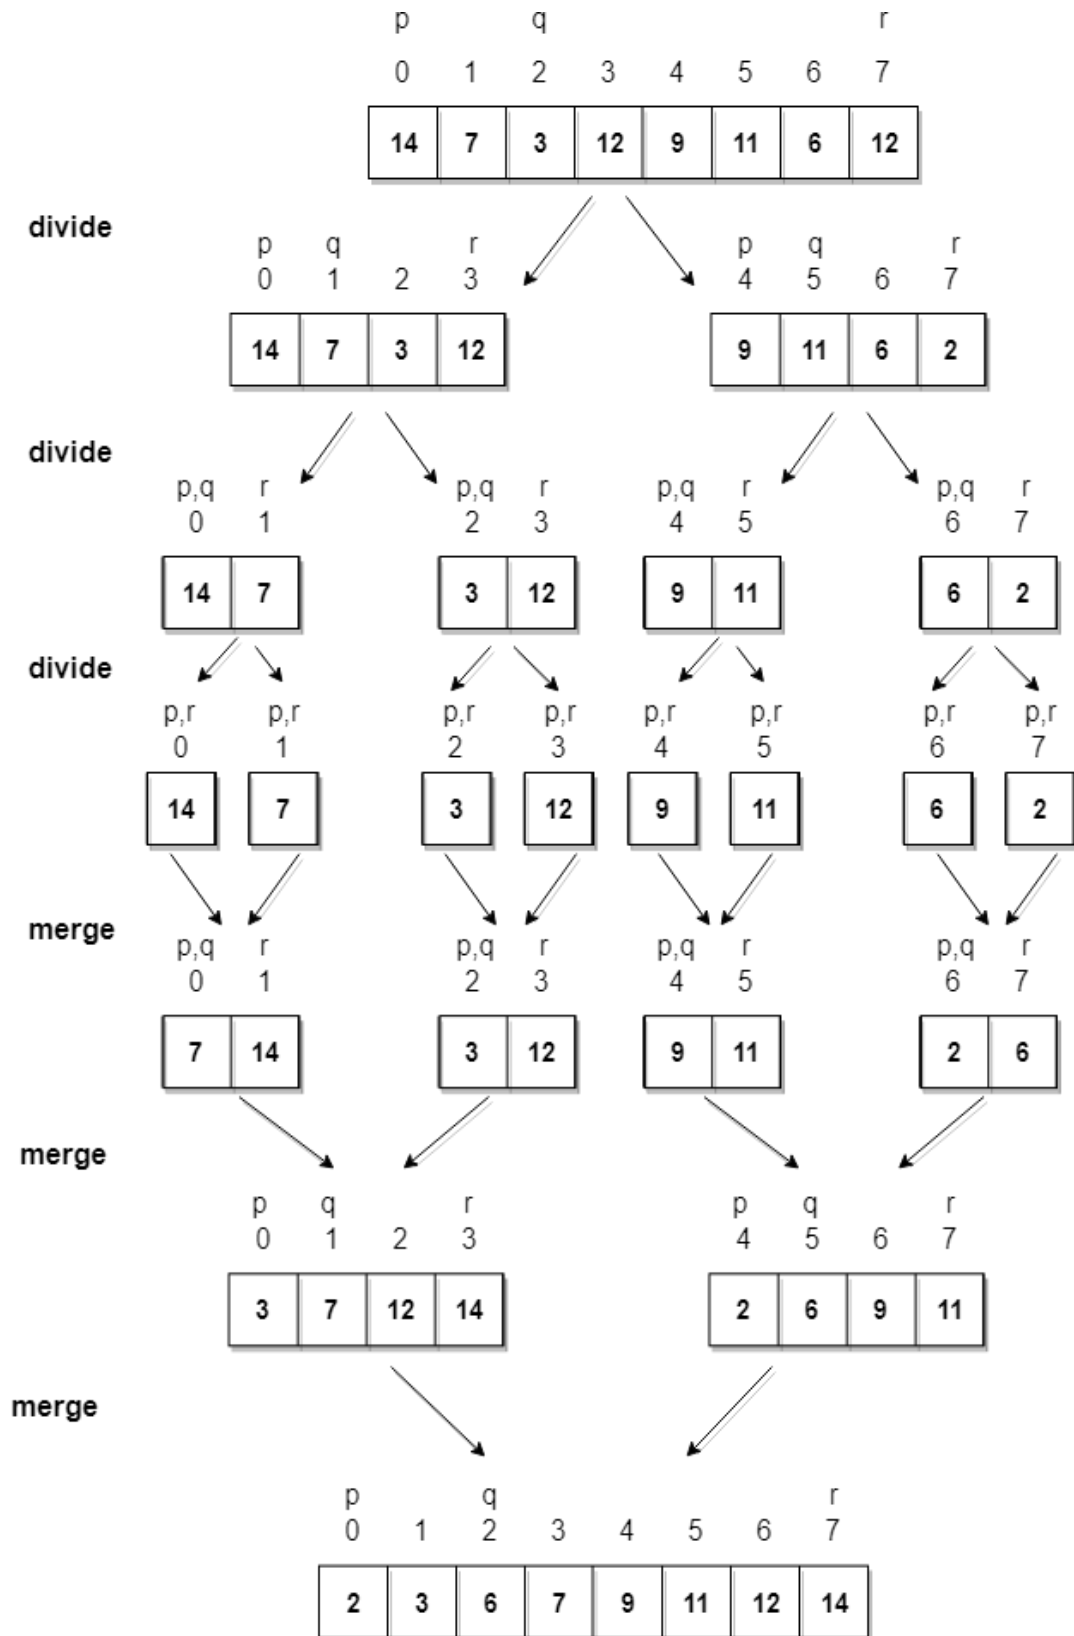 p q r
0 1 2 3 4 5 6 7
14 7 3 12 9 11 6 12
divide
p q r p q r
0 1 2 3 4 5 6 7
14 7 3 12 9 11 6 2
divide
p,q r p,q r p,q r p,q r
0 1 2 3 4 5 6 7
14 7 3 12 9 11 6 2
divide
p,r p,r p,r p,r p,r p,r p,r p,r
0 1 2 3 4 5 6 7
14 7 3 12 9 11 6 2
merge
p,q r p,q r p,q r p,q r
0 1 2 3 4 5 6 7
7 14 3 12 9 11 2 6
merge
p q r p q r
0 1 2 3 4 5 6 7
3 7 12 14 2 6 9 11
merge
p q r
0 1 2 3 4 5 6 7
2 3 6 7 9 11 12 14